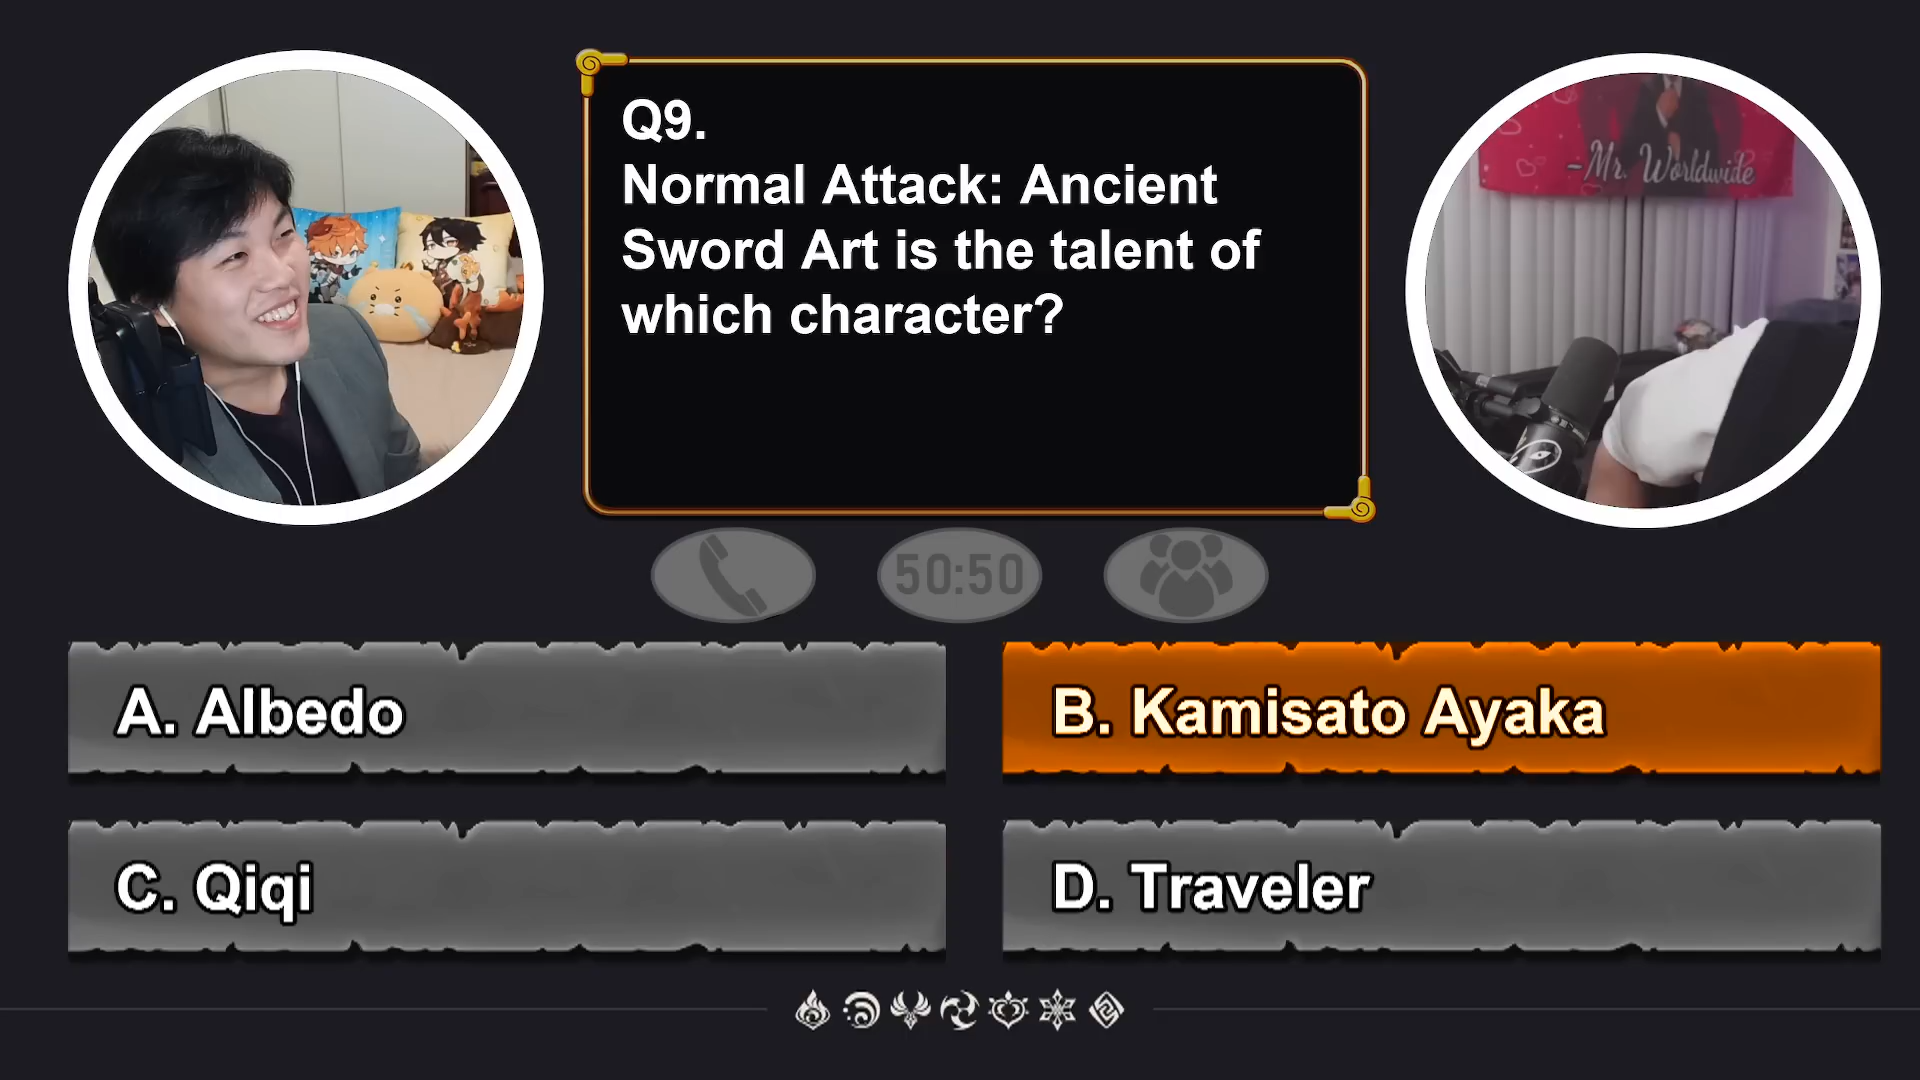 -Mr. Worldwide
Q9.
Normal Attack: Ancient
Sword Art is the talent of
which character?
50:50
A. Albedo
B. Kamisato Ayaka
C. Qiqi
D. Traveler